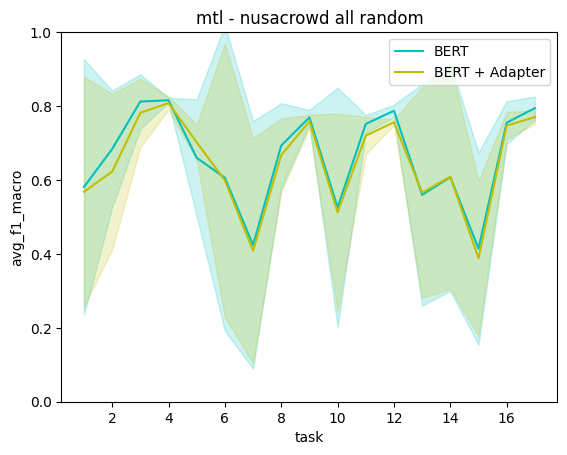 mtl - nusacrowd all random
BERT
BERT + Adapter
avg_f1_macro
1.0
0.8
0.6
0.4
0.2
0.0
2 4 6 8 10 12 14 16
task